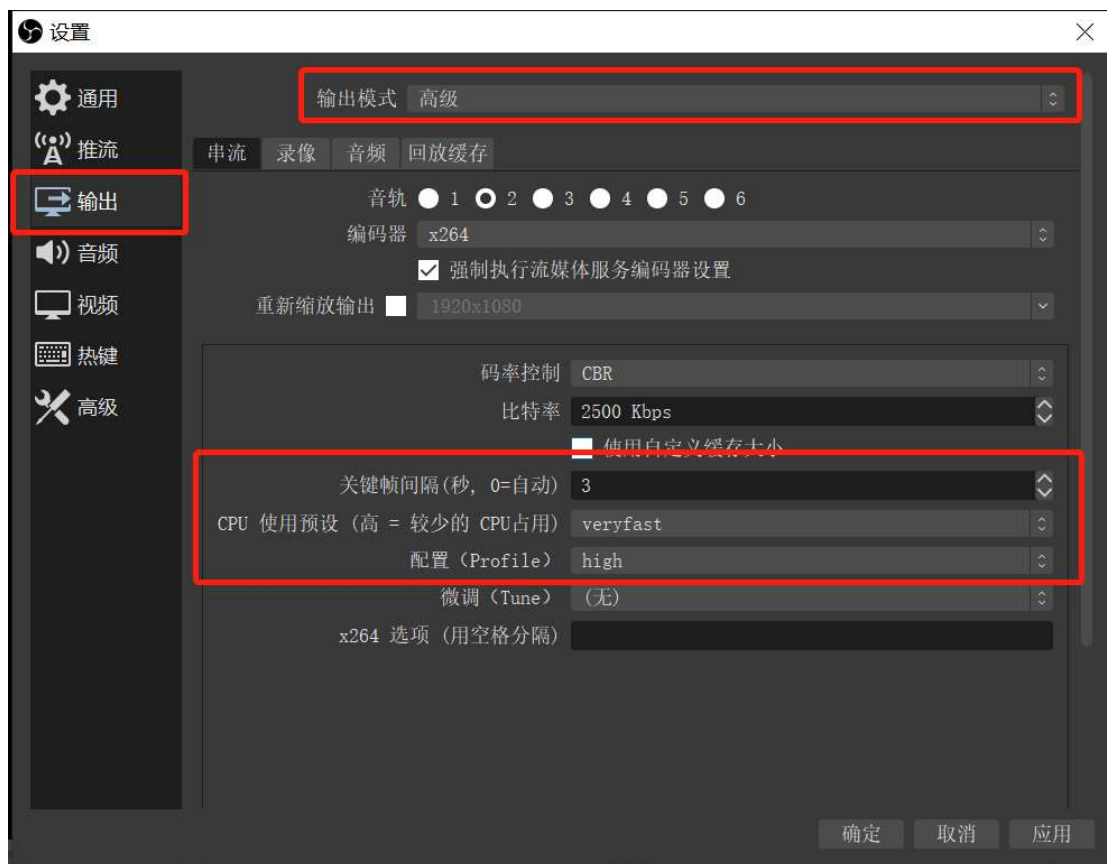 设置
通用
推流
输出
音频
视频
热键
高级
输出模式 高级
串流 录像 音频 回放缓存
音轨 1 2 3 4 5 6
编码器 x264
强制执行流媒体服务编码器设置
重新缩放输出 1920x1080
码率控制 CBR
比特率 2500 Kbps
使用自定义缓存大小
关键帧间隔(秒, 0=自动) 3
CPU 使用预设 (高 = 较少的 CPU占用) veryfast
配置（Profile） high
微调（Tune） (无)
x264 选项 (用空格分隔)
确定 取消 应用